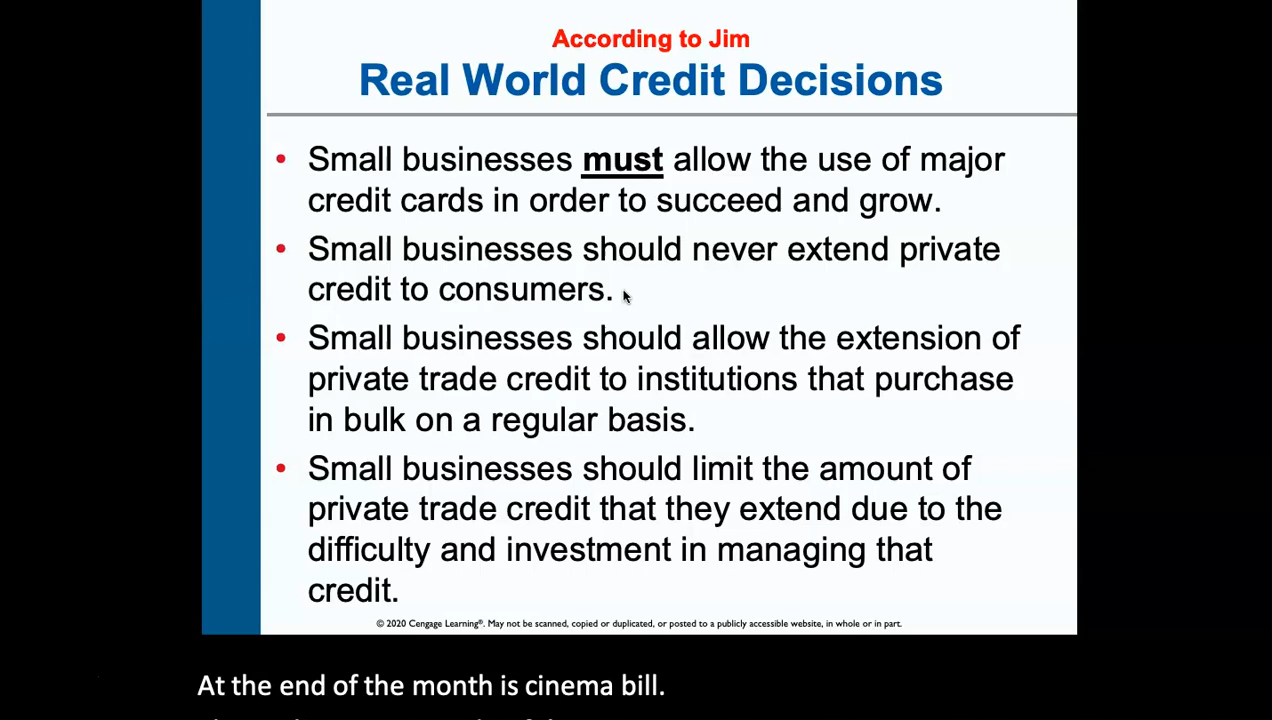 According to Jim
Real World Credit Decisions
• Small businesses must allow the use of major
credit cards in order to succeed and grow.
• Small businesses should never extend private
credit to consumers.
• Small businesses should allow the extension of
private trade credit to institutions that purchase
in bulk on a regular basis.
• Small businesses should limit the amount of
private trade credit that they extend due to the
difficulty and investment in managing that
credit.
© 2020 Cengage Learning®. May not be scanned, copied or duplicated, or posted to a publicly accessible website, in whole or in part.
At the end of the month is cinema bill.